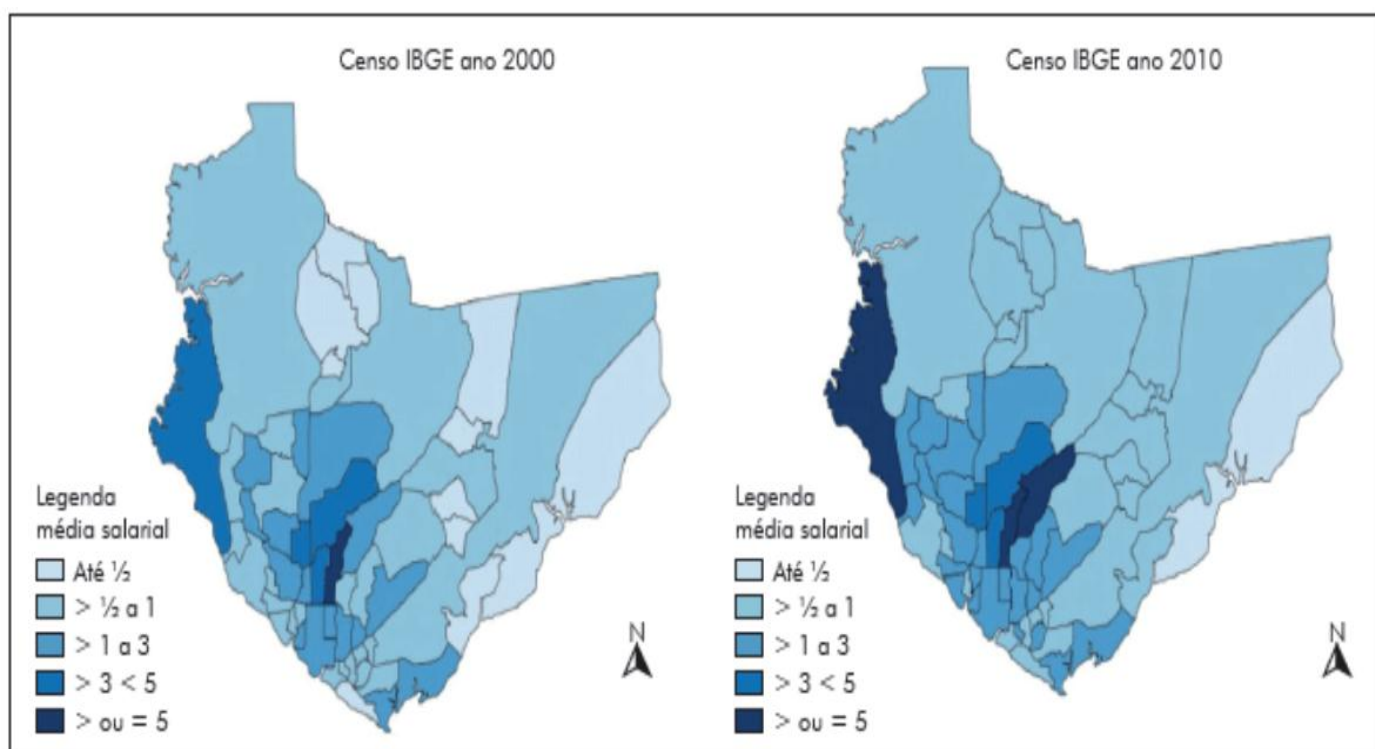 Censo IBGE ano 2000
Legenda
média salarial
Até ½
> ½ a 1
> 1 a 3
> 3 < 5
> ou = 5
N
Censo IBGE ano 2010
Legenda
média salarial
Até ½
> ½ a 1
> 1 a 3
> 3 < 5
> ou = 5
N